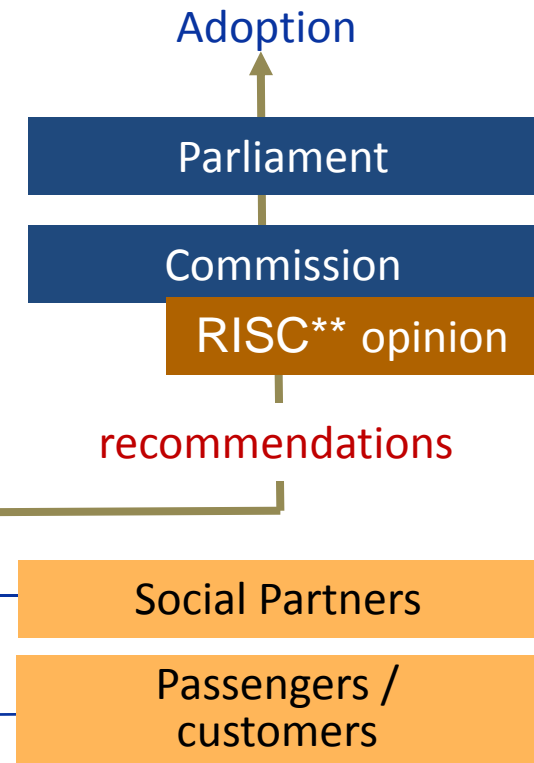 Adoption
Parliament
Commission
RISC** opinion
recommendations
Social Partners
Passengers /
customers